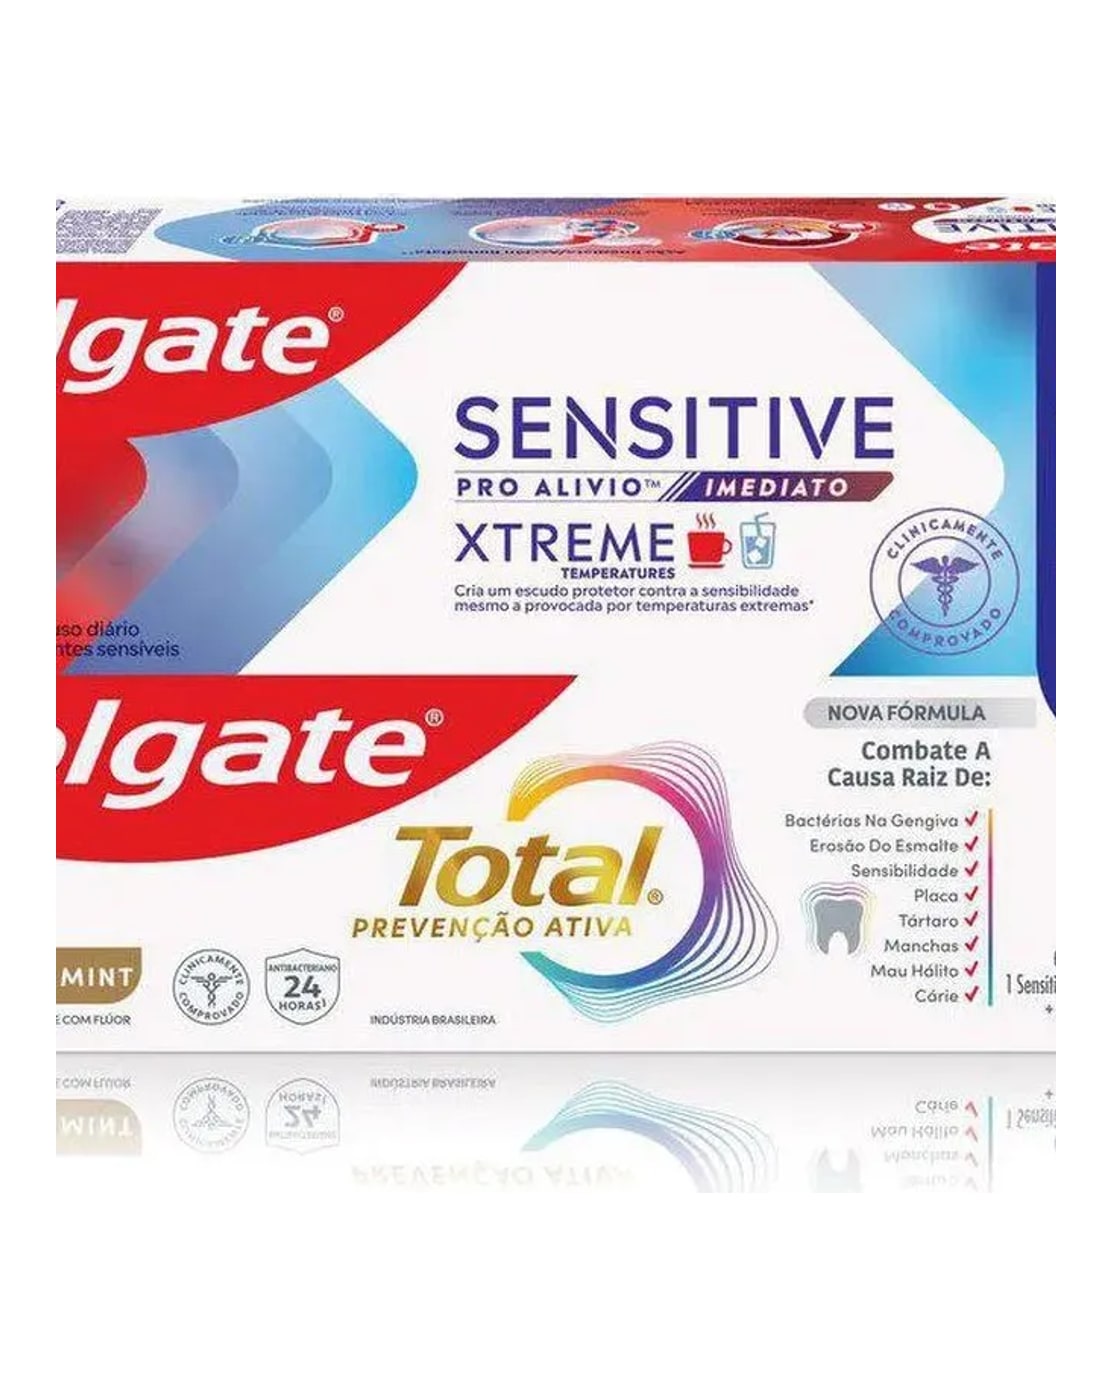 lgate®
SENSITIVE
PRO ALIVIO™ IMEDIATO
XTREME
TEMPERATURES
Cria um escudo protetor contra a sensibilidade
mesmo a provocada por temperaturas extremas*
CLINICAMENTE
COMPROVADO
uso diário
ntes sensíveis
olgate®
Total®
PREVENÇÃO ATIVA
NOVA FÓRMULA
Combate A
Causa Raiz De:
Bactérias Na Gengiva
Erosão Do Esmalte
Sensibilidade
Placa
Tártaro
Manchas
Mau Hálito
Cárie
MINT
E COM FLÚOR
CLINICAMENTE
COMPROVADO
ANTIBACTERIANO
24
HORAS¹
INDÚSTRIA BRASILEIRA
1 Sensiti
+